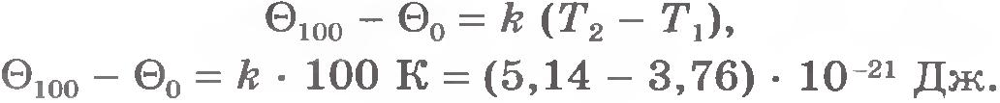 Θ₁₀₀ − Θ₀ = k (T₂ − T₁),
Θ₁₀₀ − Θ₀ = k · 100 К = (5,14 − 3,76) · 10⁻²¹ Дж.